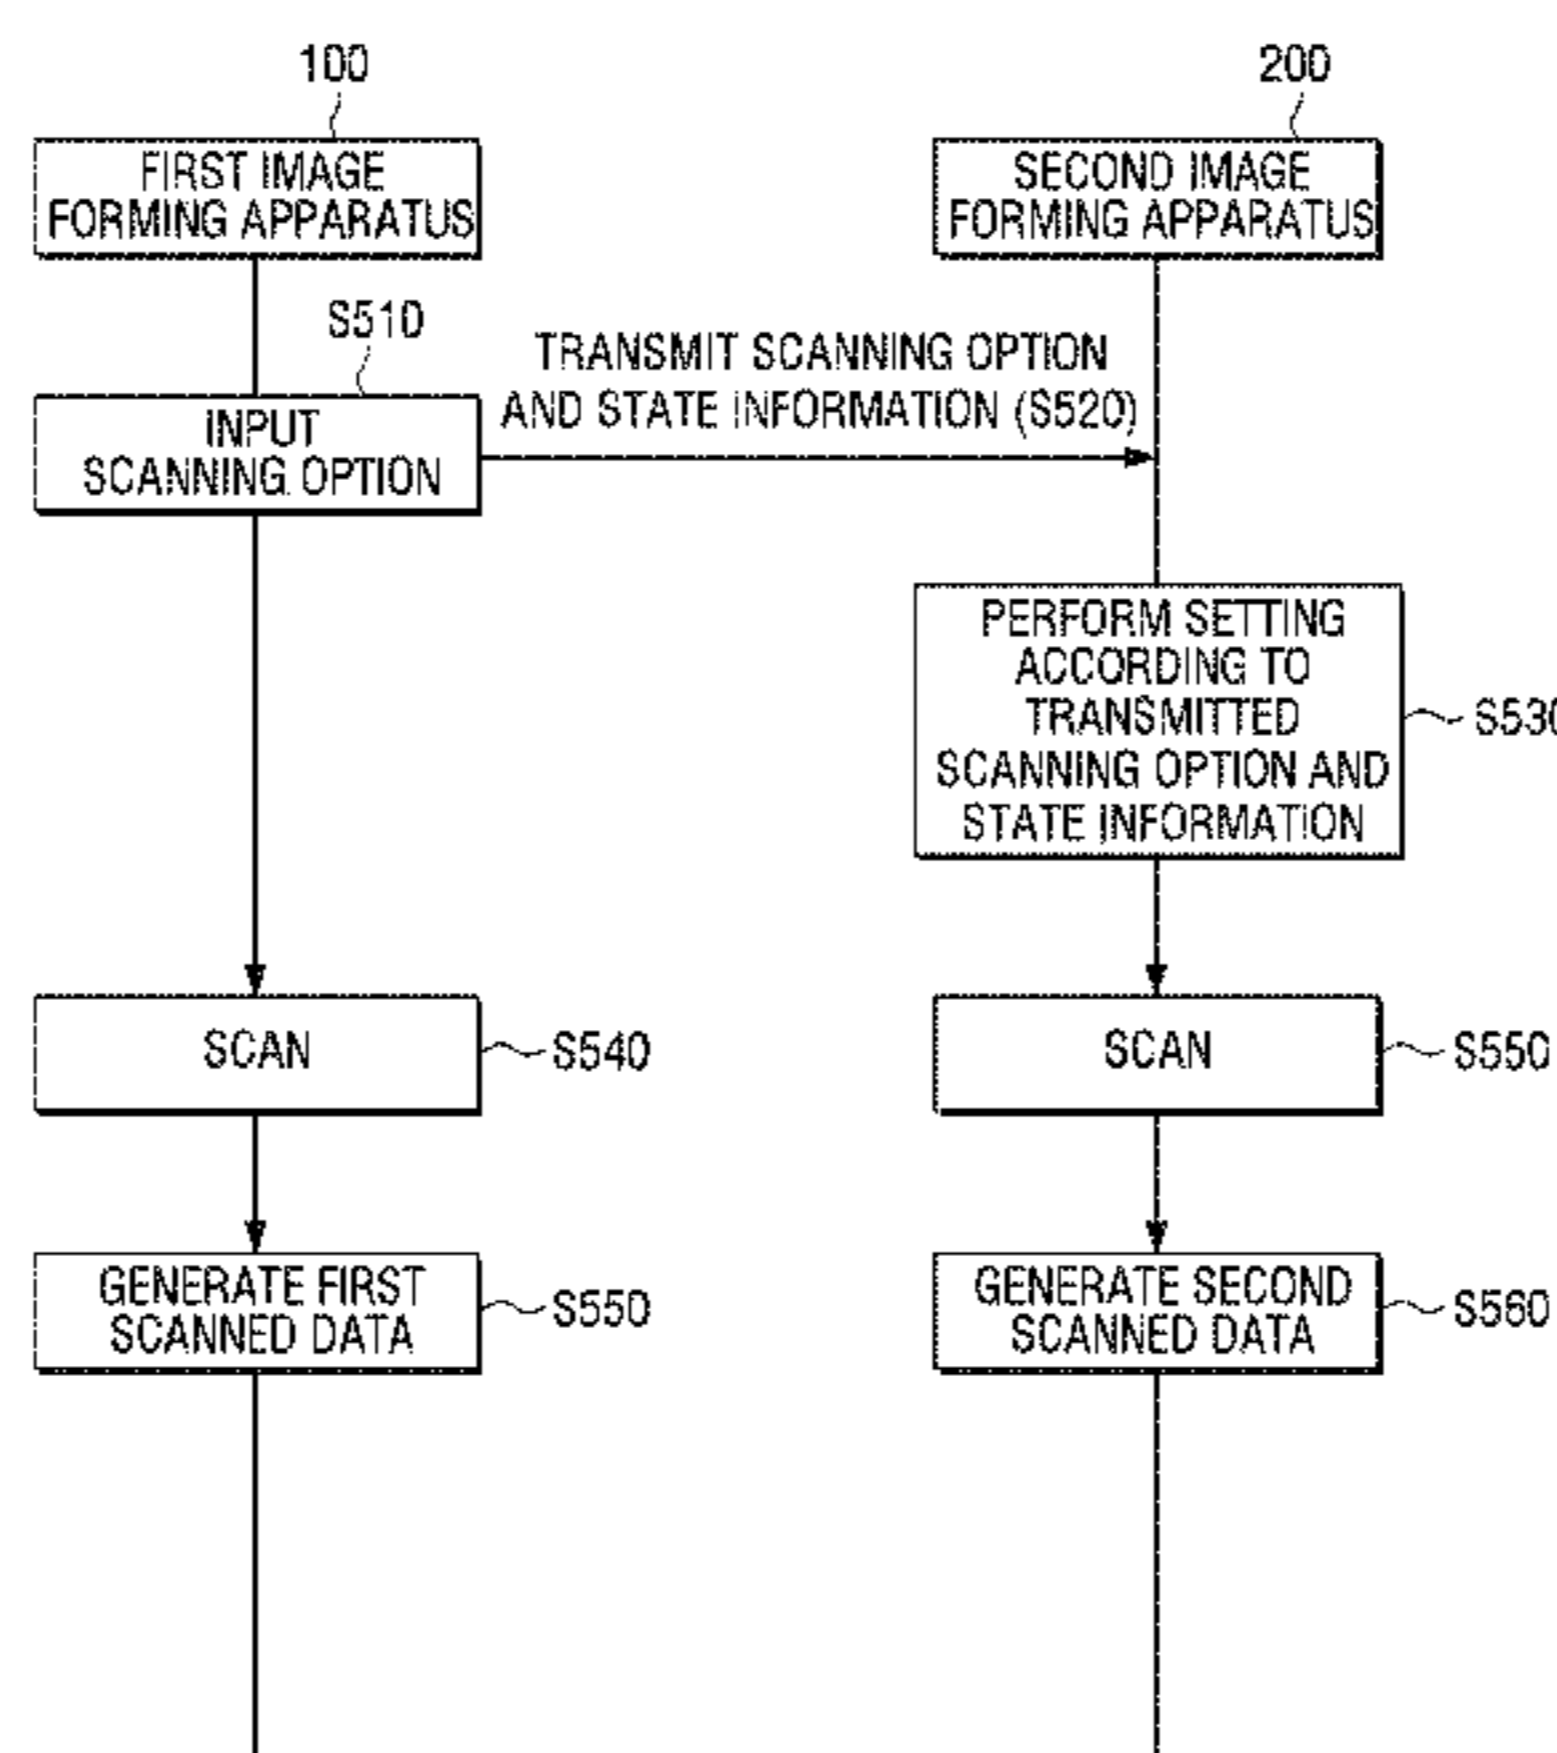 100
200
FIRST IMAGE
FORMING APPARATUS
SECOND IMAGE
FORMING APPARATUS
S510
TRANSMIT SCANNING OPTION
AND STATE INFORMATION (S520)
INPUT
SCANNING OPTION
PERFORM SETTING
ACCORDING TO
TRANSMITTED
SCANNING OPTION AND
STATE INFORMATION
S530
SCAN
S540
SCAN
S550
GENERATE FIRST
SCANNED DATA
S550
GENERATE SECOND
SCANNED DATA
S560